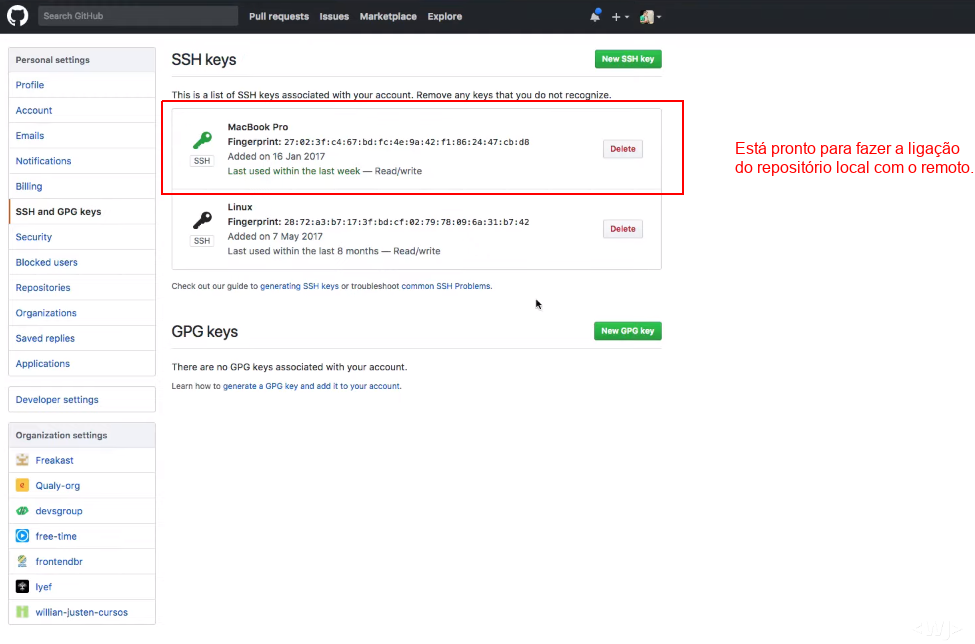 Search GitHub
Pull requests Issues Marketplace Explore
Personal settings
Profile
Account
Emails
Notifications
Billing
SSH and GPG keys
Security
Blocked users
Repositories
Organizations
Saved replies
Applications
Developer settings
Organization settings
Freakast
Qualy-org
devsgroup
free-time
frontendbr
lyef
willian-justen-cursos
SSH keys
New SSH key
This is a list of SSH keys associated with your account. Remove any keys that you do not recognize.
MacBook Pro
Fingerprint: 27:02:3f:c4:67:bd:fc:4e:9a:42:f1:86:24:47:cb:d8
SSH
Added on 16 Jan 2017
Last used within the last week — Read/write
Delete
Linux
Fingerprint: 28:72:a3:b7:17:3f:bd:cf:02:79:78:09:6a:31:b7:42
SSH
Added on 7 May 2017
Last used within the last 8 months — Read/write
Delete
Check out our guide to generating SSH keys or troubleshoot common SSH Problems.
GPG keys
New GPG key
There are no GPG keys associated with your account.
Learn how to generate a GPG key and add it to your account.
Está pronto para fazer a ligação
do repositório local com o remoto.